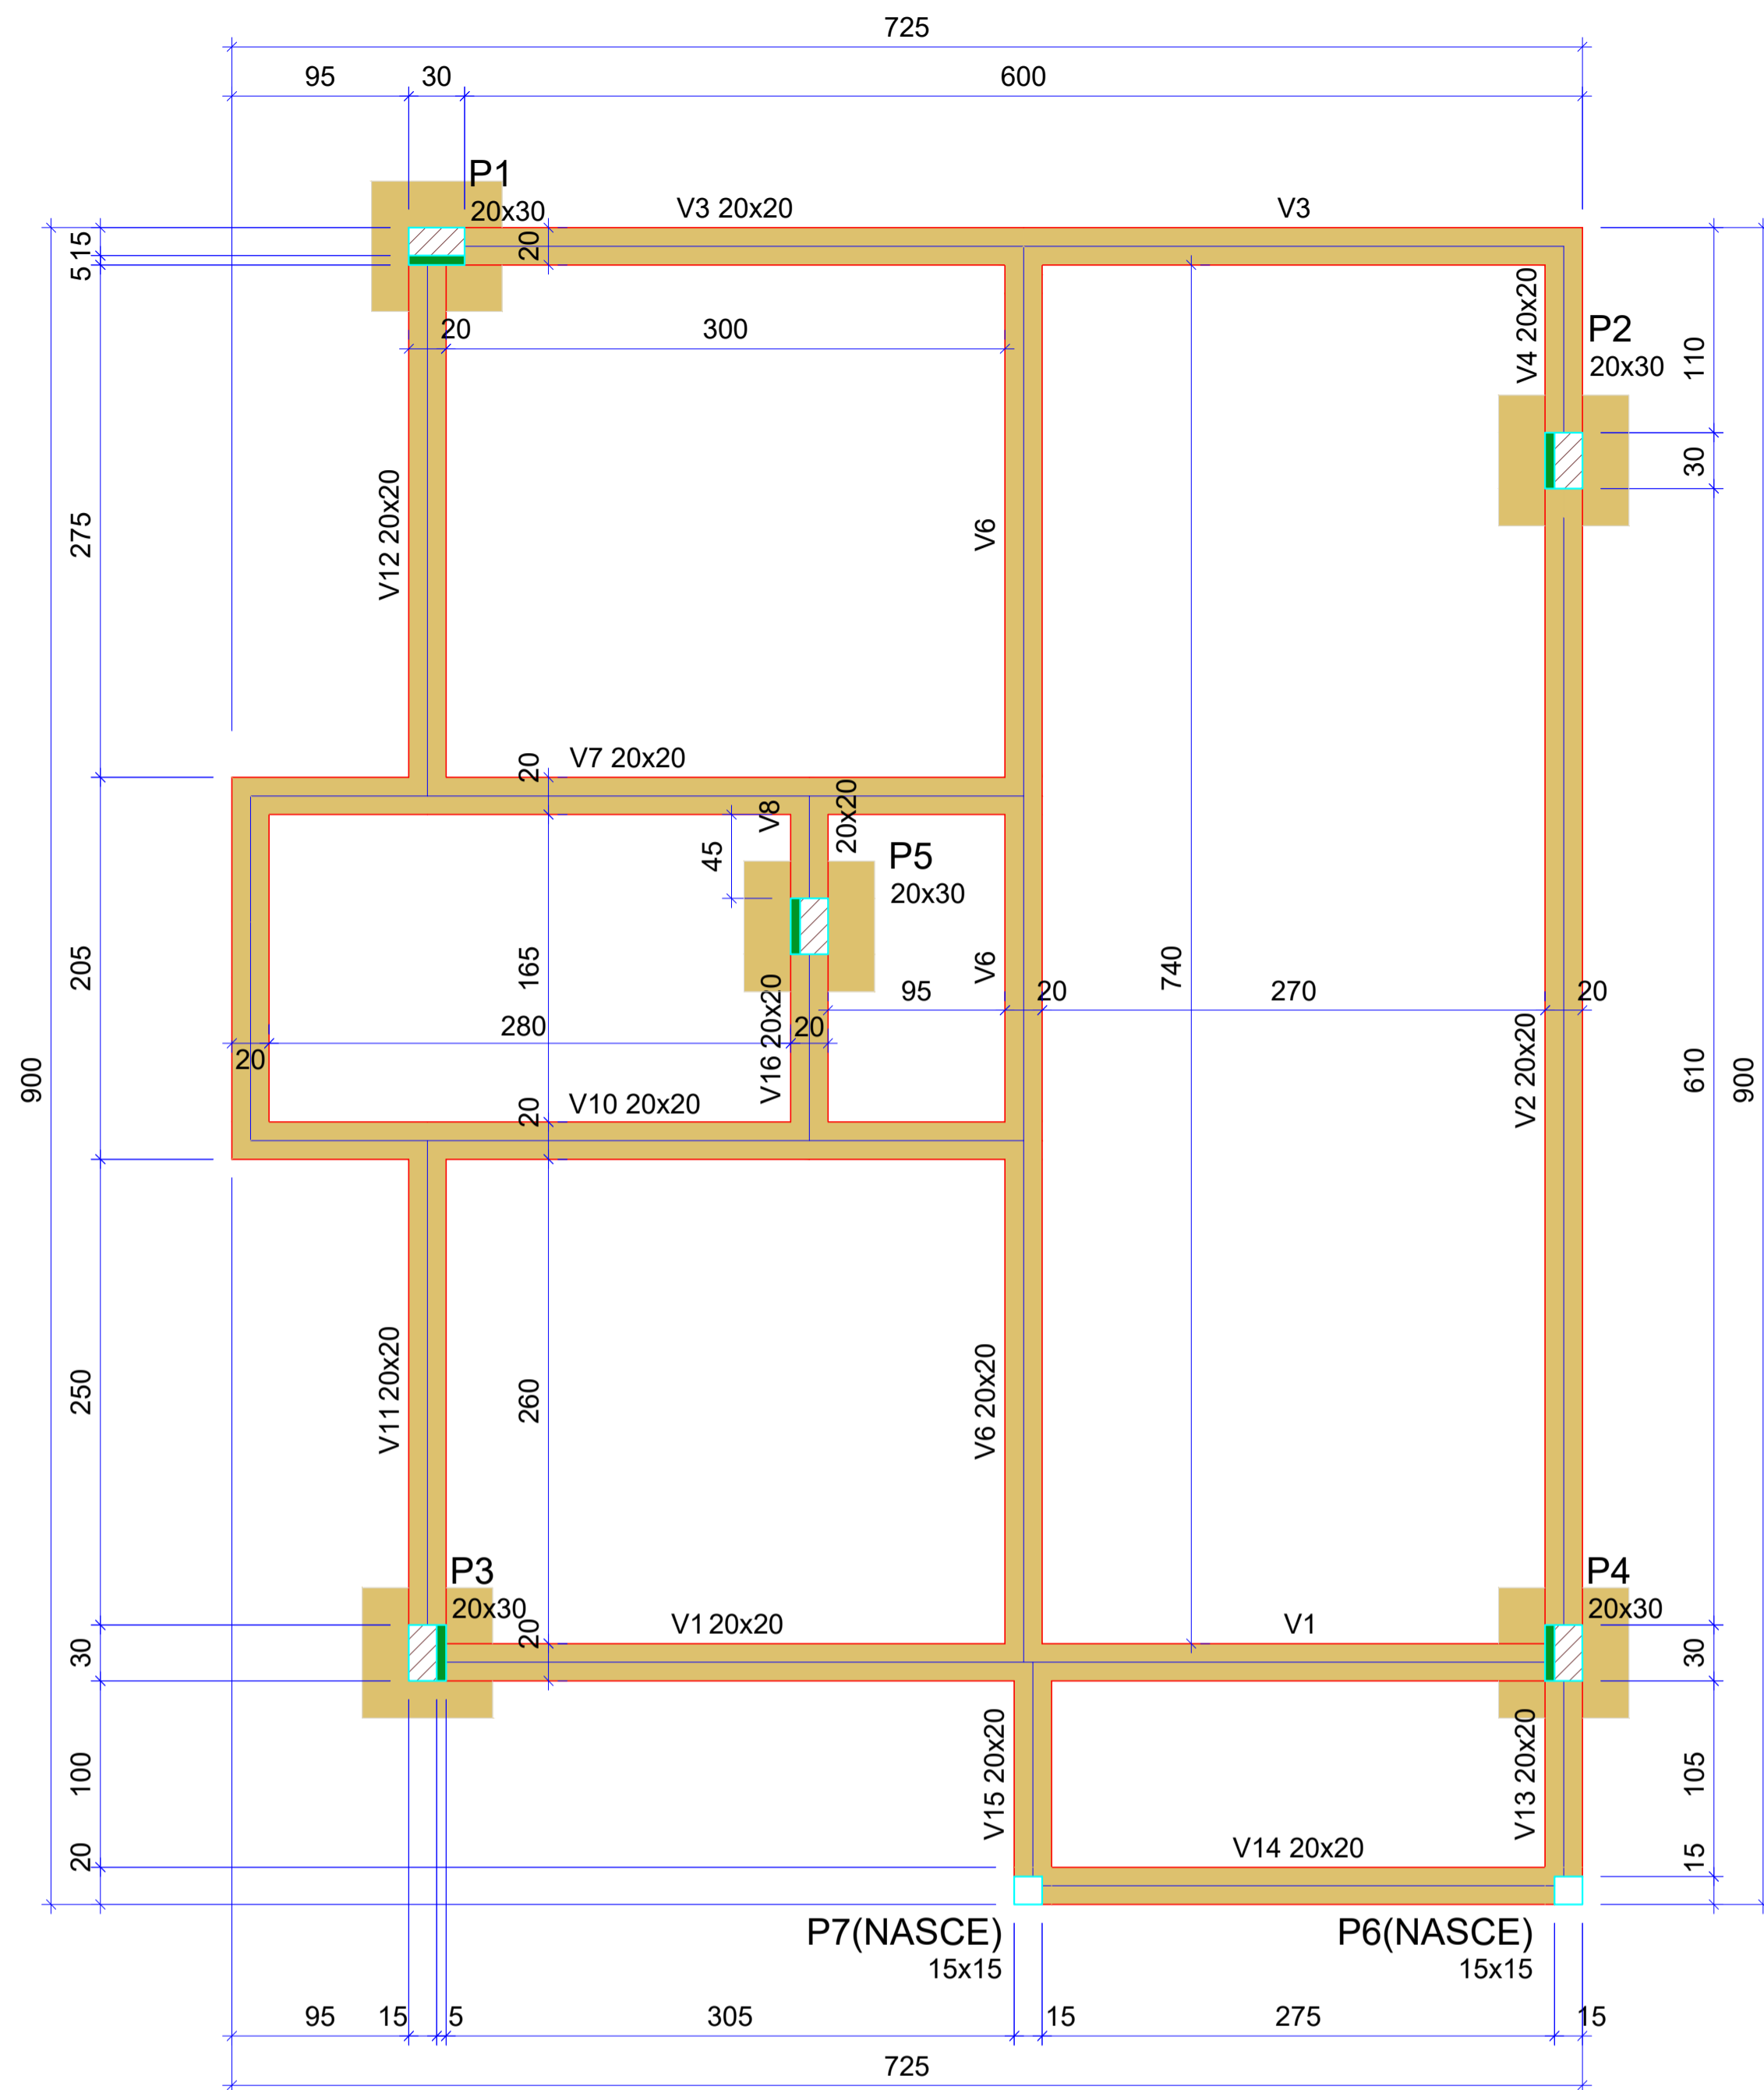 725
95 30 600
P1
20x30
V3 20x20
V3
15
5
20
20 300
V4 20x20
P2
20x30
110
30
V12 20x20
275
V6
20
V7 20x20
V8
20x20
45
P5
20x30
205
165
V6
740
95 20 270 20
280
20
20
V16 20x20
V2 20x20
900
610
900
20
V10 20x20
250
V11 20x20
260
V6 20x20
P3
20x30
P4
20x30
20
V1 20x20
V1
30
30
100
V15 20x20
V13 20x20
105
20
V14 20x20
15
P7(NASCE)
15x15
P6(NASCE)
15x15
95 15 5 305 15 275 15
725